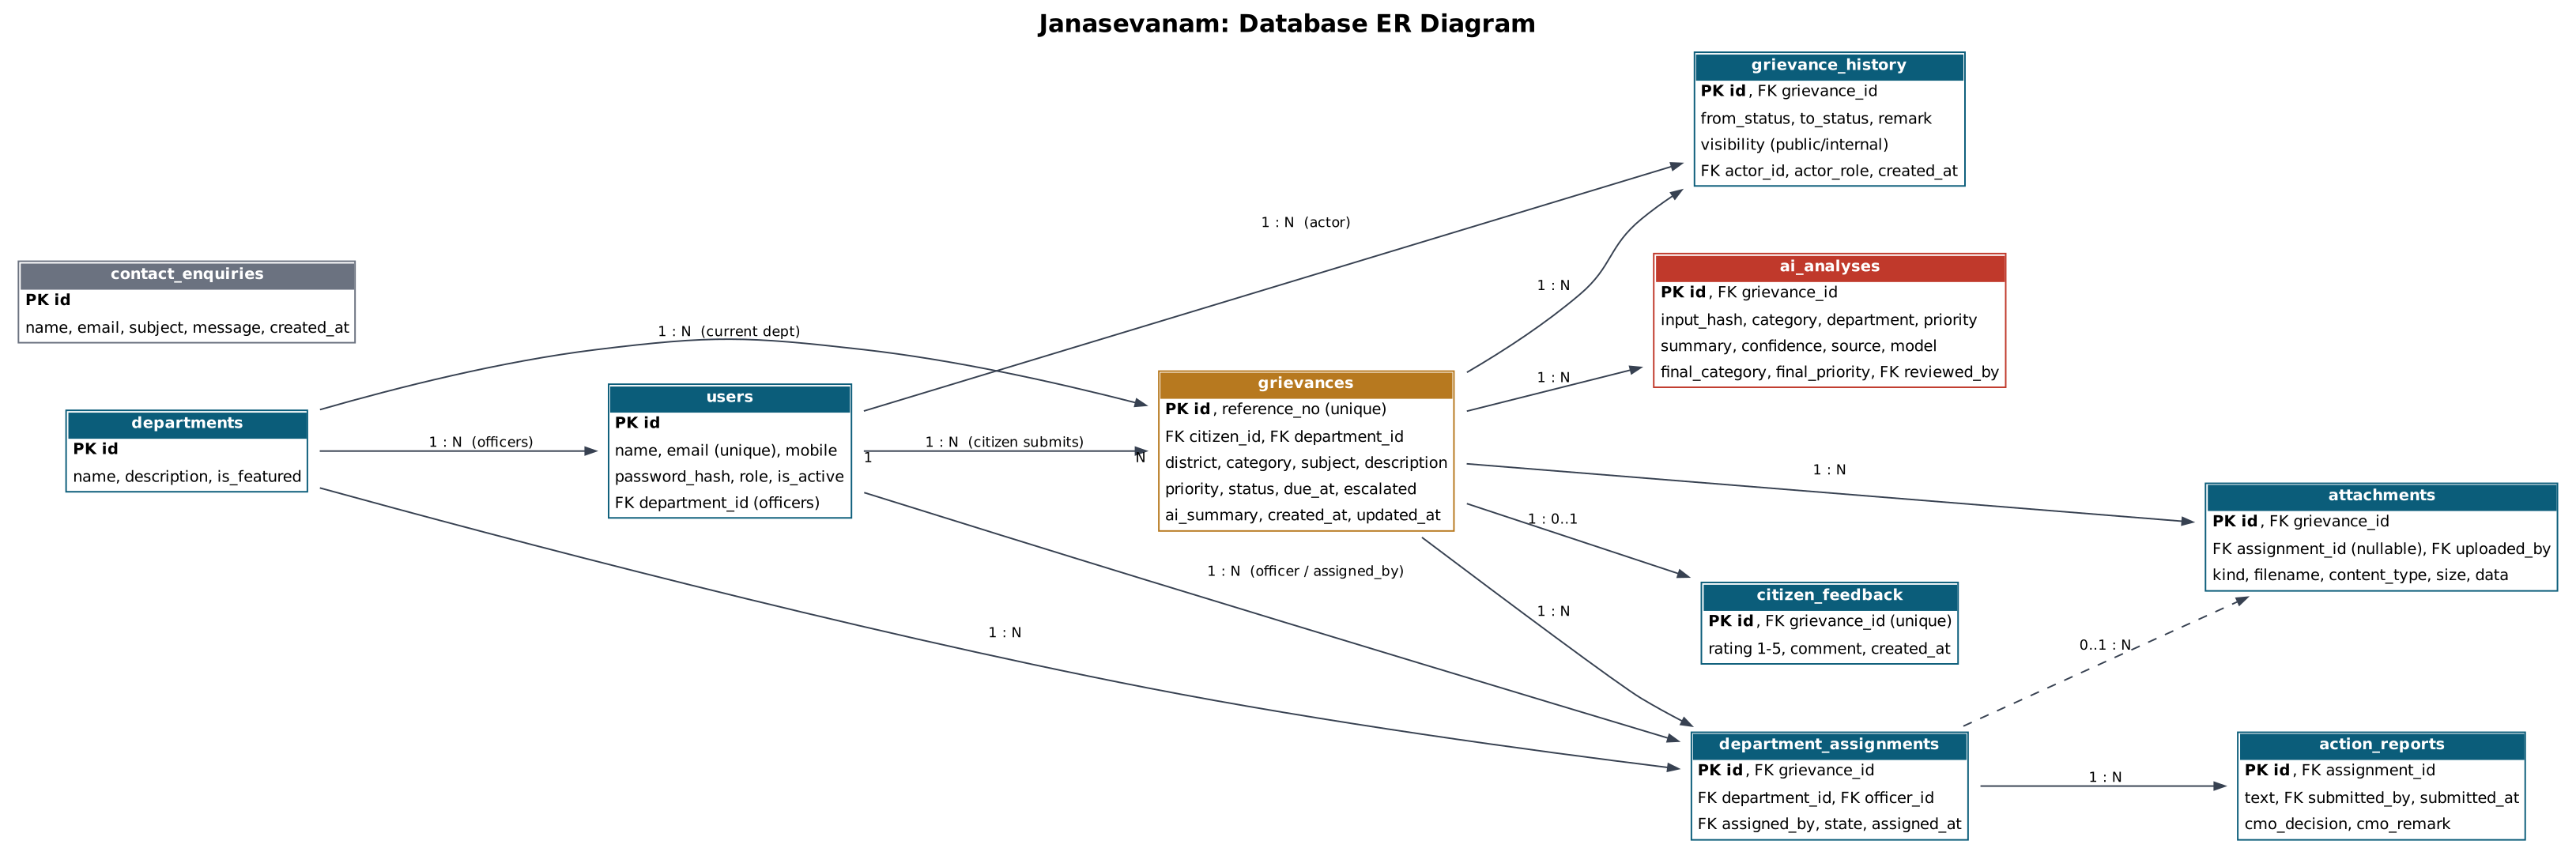 Janasevanam: Database ER Diagram
grievance_history
PK id, FK grievance_id
from_status, to_status, remark
visibility (public/internal)
FK actor_id, actor_role, created_at
1 : N (actor)
contact_enquiries
PK id
name, email, subject, message, created_at
ai_analyses
PK id, FK grievance_id
input_hash, category, department, priority
summary, confidence, source, model
final_category, final_priority, FK reviewed_by
1 : N
1 : N (current dept)
1 : N
departments
PK id
name, description, is_featured
1 : N (officers)
users
PK id
name, email (unique), mobile
password_hash, role, is_active
FK department_id (officers)
1 : N (citizen submits)
1
N
grievances
PK id, reference_no (unique)
FK citizen_id, FK department_id
district, category, subject, description
priority, status, due_at, escalated
ai_summary, created_at, updated_at
1 : N
attachments
PK id, FK grievance_id
FK assignment_id (nullable), FK uploaded_by
kind, filename, content_type, size, data
1 : 0..1
1 : N (officer / assigned_by)
citizen_feedback
PK id, FK grievance_id (unique)
rating 1-5, comment, created_at
1 : N
1 : N
0..1 : N
department_assignments
PK id, FK grievance_id
FK department_id, FK officer_id
FK assigned_by, state, assigned_at
1 : N
action_reports
PK id, FK assignment_id
text, FK submitted_by, submitted_at
cmo_decision, cmo_remark